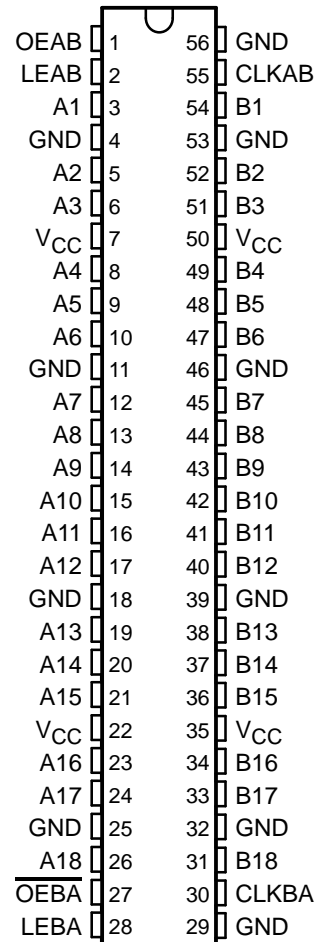 OEAB 1 56 GND
LEAB 2 55 CLKAB
A1 3 54 B1
GND 4 53 GND
A2 5 52 B2
A3 6 51 B3
VCC 7 50 VCC
A4 8 49 B4
A5 9 48 B5
A6 10 47 B6
GND 11 46 GND
A7 12 45 B7
A8 13 44 B8
A9 14 43 B9
A10 15 42 B10
A11 16 41 B11
A12 17 40 B12
GND 18 39 GND
A13 19 38 B13
A14 20 37 B14
A15 21 36 B15
VCC 22 35 VCC
A16 23 34 B16
A17 24 33 B17
GND 25 32 GND
A18 26 31 B18
OEBA 27 30 CLKBA
LEBA 28 29 GND